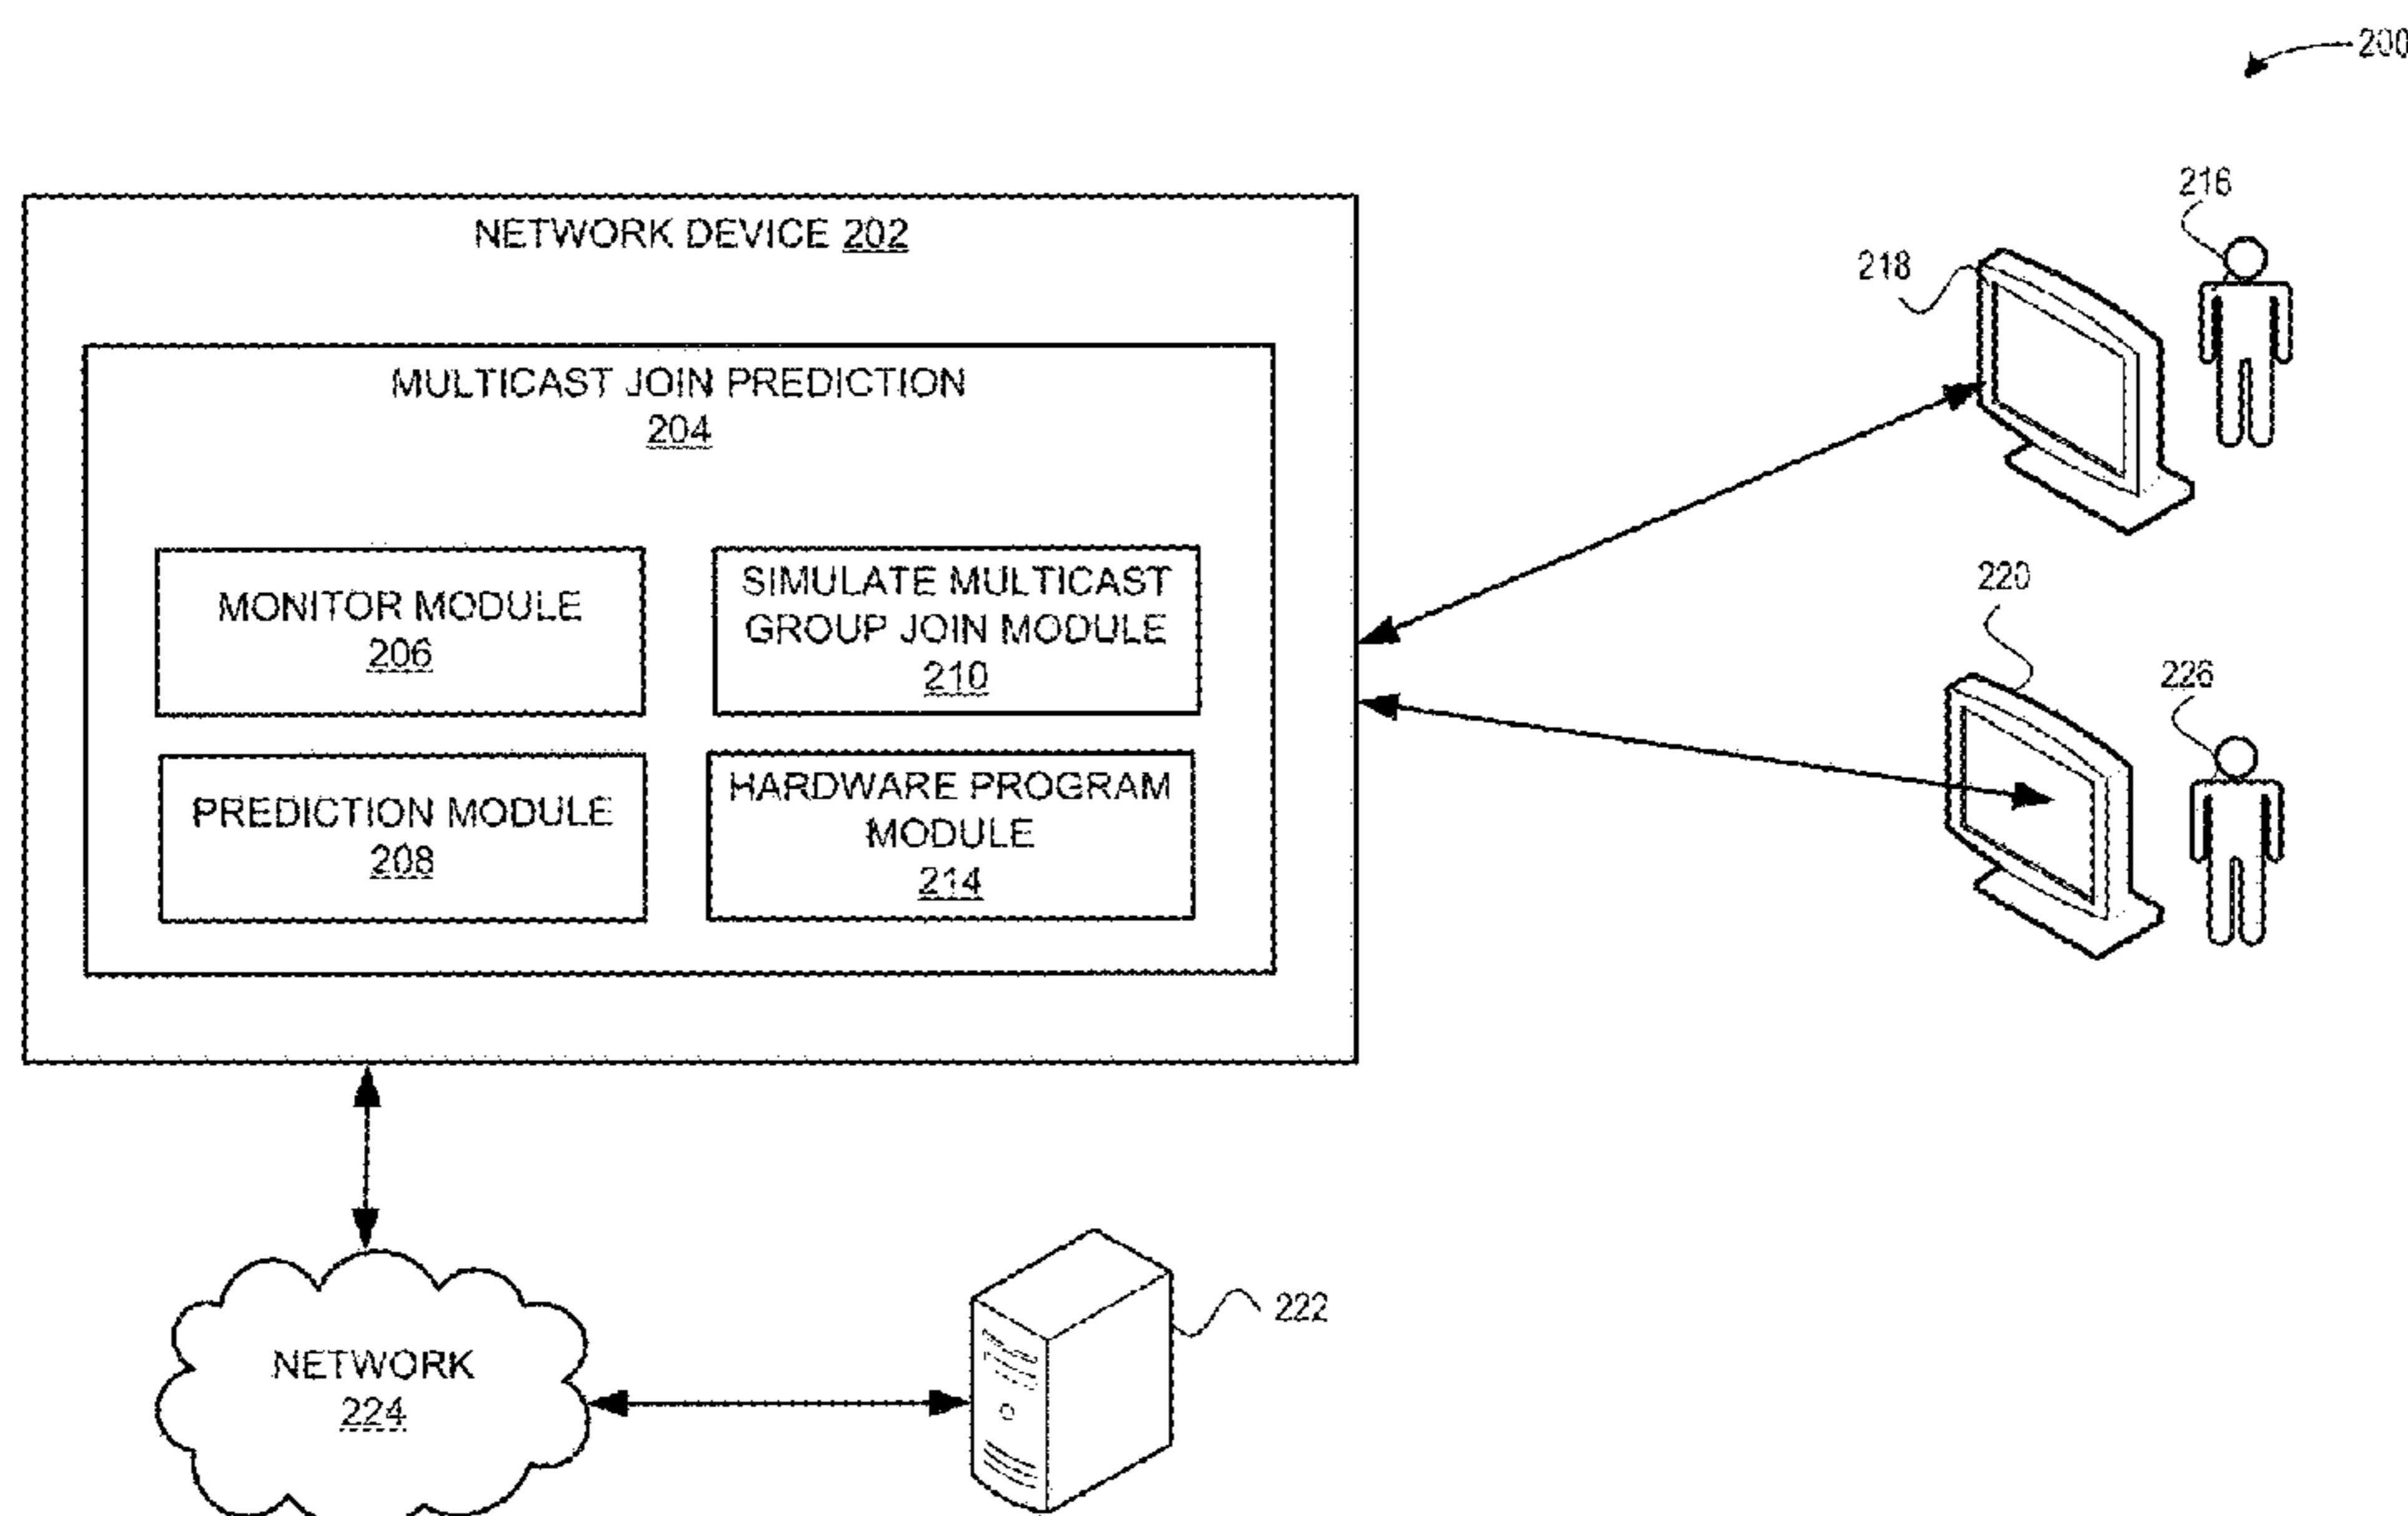 200
NETWORK DEVICE 202
216
218
MULTICAST JOIN PREDICTION
204
MONITOR MODULE
206
SIMULATE MULTICAST
GROUP JOIN MODULE
210
220
226
PREDICTION MODULE
208
HARDWARE PROGRAM
MODULE
214
222
NETWORK
224